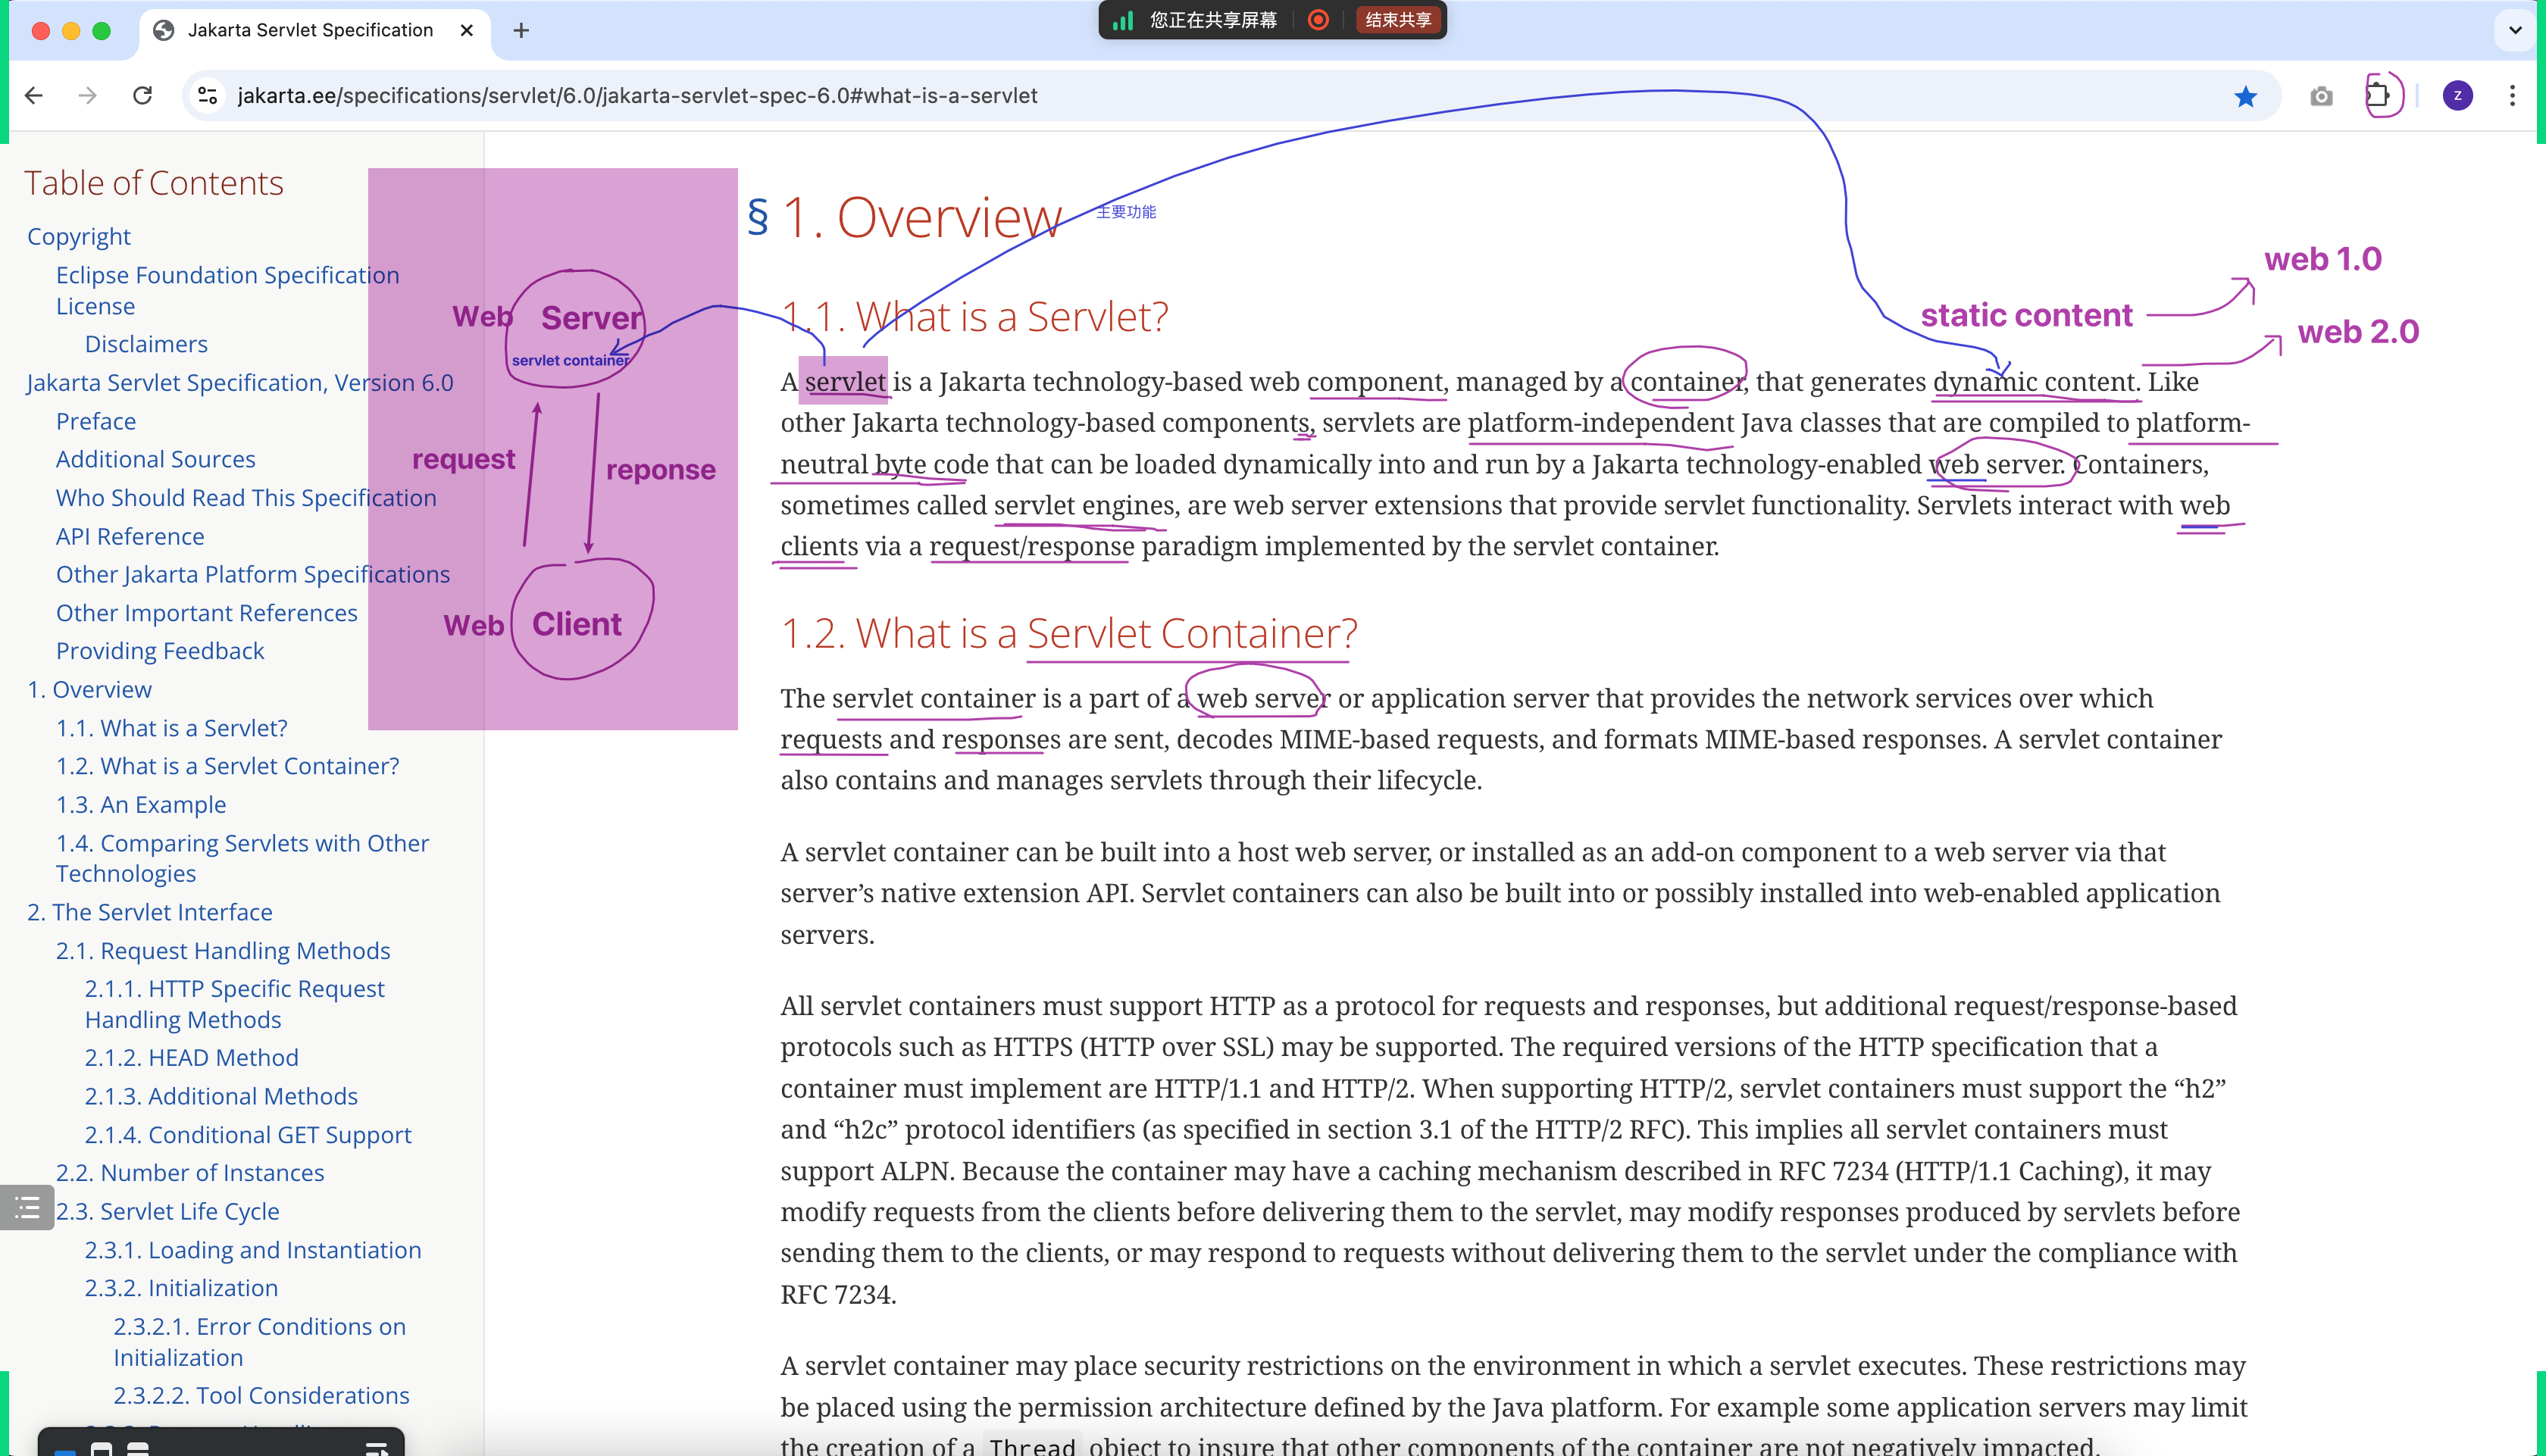 Jakarta Servlet Specification
您正在共享屏幕
结束共享
jakarta.ee/specifications/servlet/6.0/jakarta-servlet-spec-6.0#what-is-a-servlet
Z
Table of Contents
Copyright
Eclipse Foundation Specification
License
Disclaimers
Jakarta Servlet Specification, Version 6.0
Preface
Additional Sources
Who Should Read This Specification
API Reference
Other Jakarta Platform Specifications
Other Important References
Providing Feedback
1. Overview
1.1. What is a Servlet?
1.2. What is a Servlet Container?
1.3. An Example
1.4. Comparing Servlets with Other
Technologies
2. The Servlet Interface
2.1. Request Handling Methods
2.1.1. HTTP Specific Request
Handling Methods
2.1.2. HEAD Method
2.1.3. Additional Methods
2.1.4. Conditional GET Support
2.2. Number of Instances
2.3. Servlet Life Cycle
2.3.1. Loading and Instantiation
2.3.2. Initialization
2.3.2.1. Error Conditions on
Initialization
2.3.2.2. Tool Considerations
Web Server
servlet container
request
reponse
Web Client
§ 1. Overview
主要功能
web 1.0
static content
web 2.0
1.1. What is a Servlet?
A servlet is a Jakarta technology-based web component, managed by a container, that generates dynamic content. Like
other Jakarta technology-based components, servlets are platform-independent Java classes that are compiled to platform-
neutral byte code that can be loaded dynamically into and run by a Jakarta technology-enabled web server. Containers,
sometimes called servlet engines, are web server extensions that provide servlet functionality. Servlets interact with web
clients via a request/response paradigm implemented by the servlet container.
1.2. What is a Servlet Container?
The servlet container is a part of a web server or application server that provides the network services over which
requests and responses are sent, decodes MIME-based requests, and formats MIME-based responses. A servlet container
also contains and manages servlets through their lifecycle.
A servlet container can be built into a host web server, or installed as an add-on component to a web server via that
server’s native extension API. Servlet containers can also be built into or possibly installed into web-enabled application
servers.
All servlet containers must support HTTP as a protocol for requests and responses, but additional request/response-based
protocols such as HTTPS (HTTP over SSL) may be supported. The required versions of the HTTP specification that a
container must implement are HTTP/1.1 and HTTP/2. When supporting HTTP/2, servlet containers must support the “h2”
and “h2c” protocol identifiers (as specified in section 3.1 of the HTTP/2 RFC). This implies all servlet containers must
support ALPN. Because the container may have a caching mechanism described in RFC 7234 (HTTP/1.1 Caching), it may
modify requests from the clients before delivering them to the servlet, may modify responses produced by servlets before
sending them to the clients, or may respond to requests without delivering them to the servlet under the compliance with
RFC 7234.
A servlet container may place security restrictions on the environment in which a servlet executes. These restrictions may
be placed using the permission architecture defined by the Java platform. For example some application servers may limit
the creation of a Thread object to insure that other components of the container are not negatively impacted.